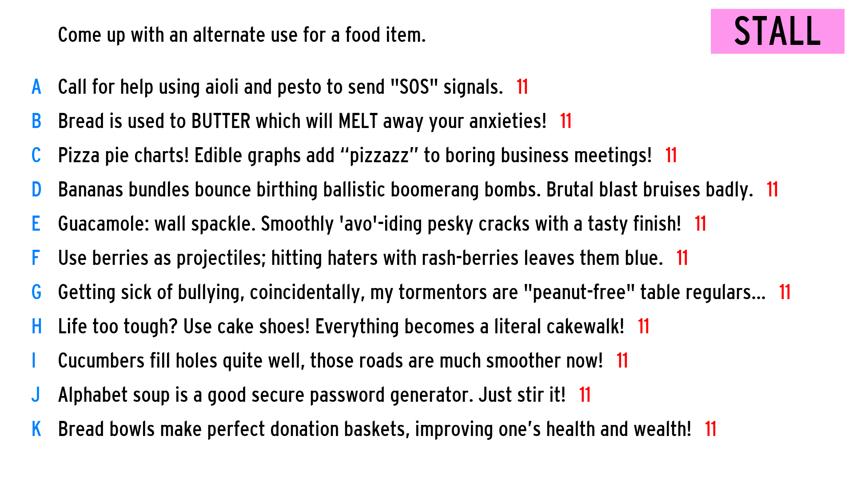 Come up with an alternate use for a food item.
STALL
A Call for help using aioli and pesto to send "SOS" signals. 11
B Bread is used to BUTTER which will MELT away your anxieties! 11
C Pizza pie charts! Edible graphs add “pizzazz” to boring business meetings! 11
D Bananas bundles bounce birthing ballistic boomerang bombs. Brutal blast bruises badly. 11
E Guacamole: wall spackle. Smoothly 'avo'-iding pesky cracks with a tasty finish! 11
F Use berries as projectiles; hitting haters with rash-berries leaves them blue. 11
G Getting sick of bullying, coincidentally, my tormentors are "peanut-free" table regulars... 11
H Life too tough? Use cake shoes! Everything becomes a literal cakewalk! 11
I Cucumbers fill holes quite well, those roads are much smoother now! 11
J Alphabet soup is a good secure password generator. Just stir it! 11
K Bread bowls make perfect donation baskets, improving one’s health and wealth! 11